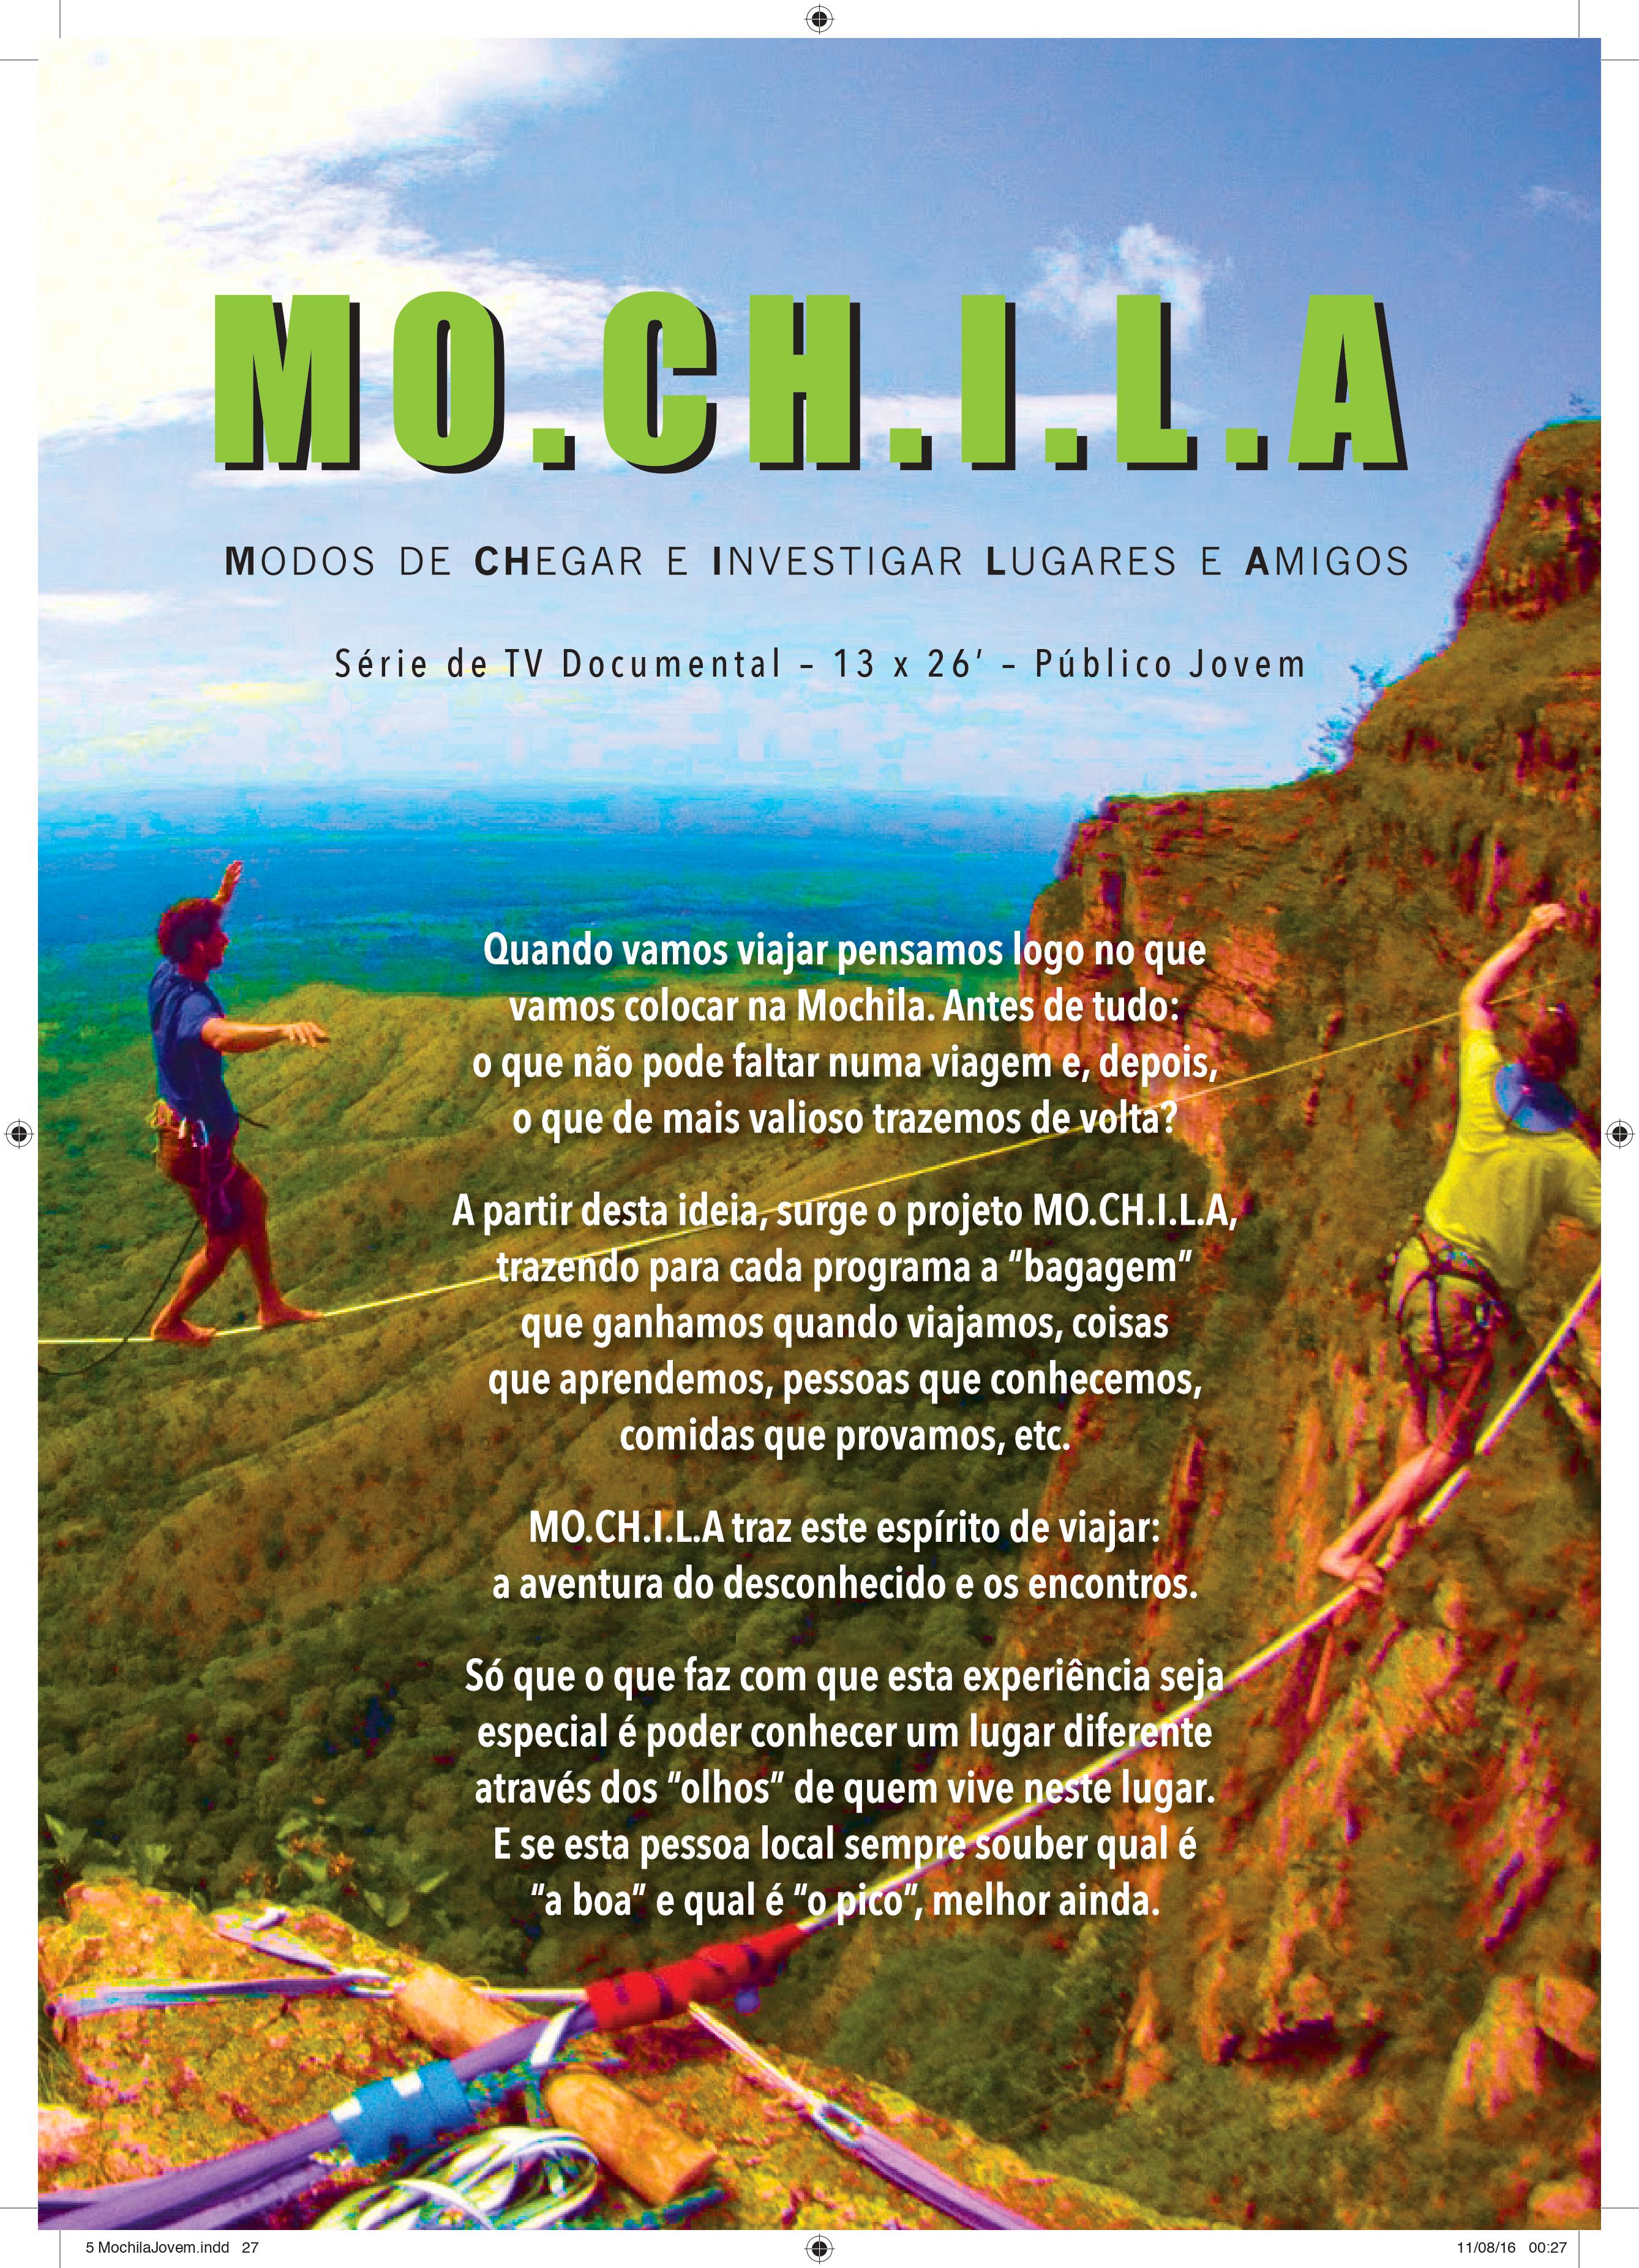 MO.CH.I.L.A
MODOS DE CHEGAR E INVESTIGAR LUGARES E AMIGOS
Série de TV Documental – 13 x 26’ – Público Jovem
Quando vamos viajar pensamos logo no que
vamos colocar na Mochila. Antes de tudo:
o que não pode faltar numa viagem e, depois,
o que de mais valioso trazemos de volta?
A partir desta ideia, surge o projeto MO.CH.I.L.A,
trazendo para cada programa a “bagagem”
que ganhamos quando viajamos, coisas
que aprendemos, pessoas que conhecemos,
comidas que provamos, etc.
MO.CH.I.L.A traz este espírito de viajar:
a aventura do desconhecido e os encontros.
Só que o que faz com que esta experiência seja
especial é poder conhecer um lugar diferente
através dos “olhos” de quem vive neste lugar.
E se esta pessoa local sempre souber qual é
“a boa” e qual é “o pico”, melhor ainda.
5 MochilaJovem.indd 27
11/08/16 00:27